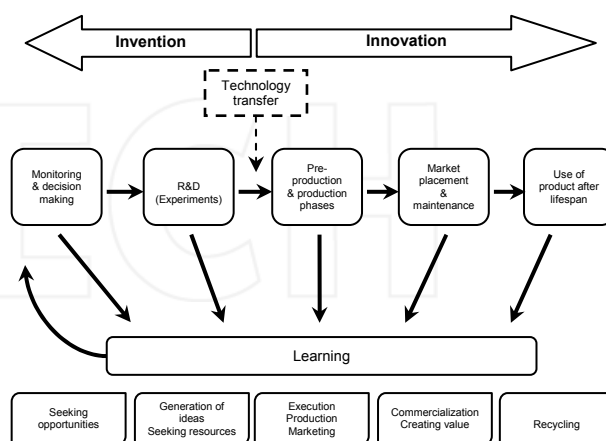 Invention
Innovation
Technology
transfer
Monitoring
& decision
making
R&D
(Experiments)
Pre-
production
& production
phases
Market
placement
&
maintenance
Use of
product after
lifespan
Learning
Seeking
opportunities
Generation of
ideas
Seeking resources
Execution
Production
Marketing
Commercialization
Creating value
Recycling
ECH